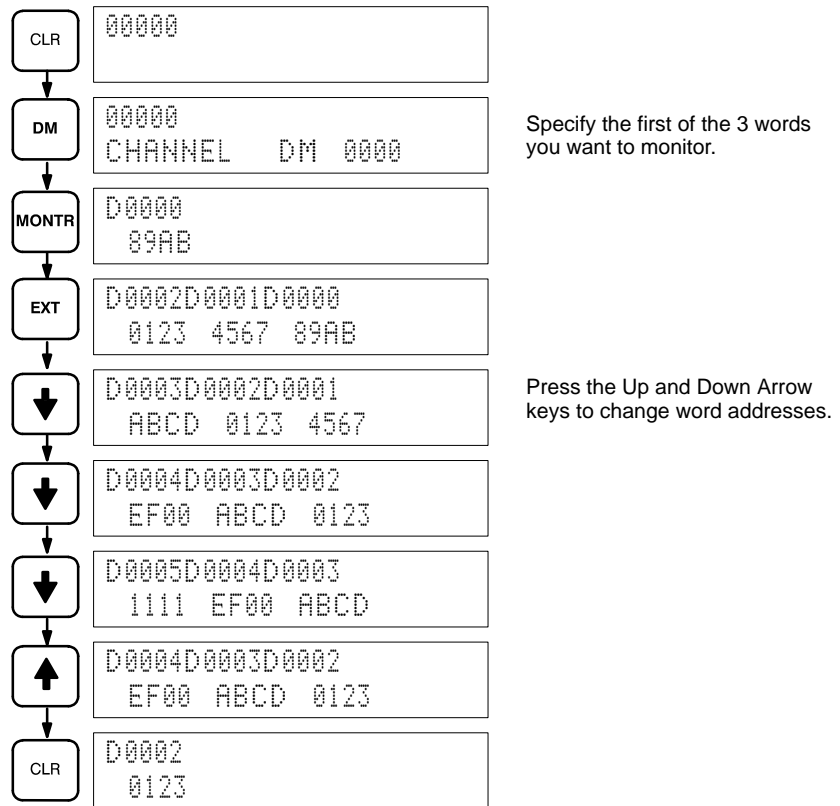 CLR
00000
DM
00000
CHANNEL DM 0000
Specify the first of the 3 words
you want to monitor.
MONTR
D0000
89AB
EXT
D0002D0001D0000
0123 4567 89AB
D0003D0002D0001
ABCD 0123 4567
Press the Up and Down Arrow
keys to change word addresses.
D0004D0003D0002
EF00 ABCD 0123
D0005D0004D0003
1111 EF00 ABCD
D0004D0003D0002
EF00 ABCD 0123
CLR
D0002
0123